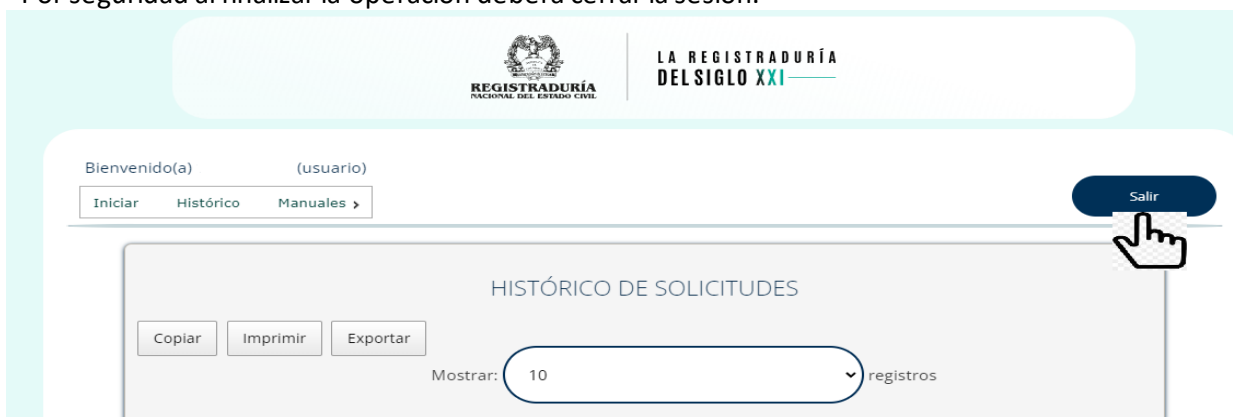 Por seguridad al finalizar la operación deberá cerrar la sesión.
REGISTRADURÍA
NACIONAL DEL ESTADO CIVIL
LA REGISTRADURÍA
DEL SIGLO XXI
Bienvenido(a) (usuario)
Iniciar Histórico Manuales
Salir
HISTÓRICO DE SOLICITUDES
Copiar Imprimir Exportar
Mostrar: 10 registros